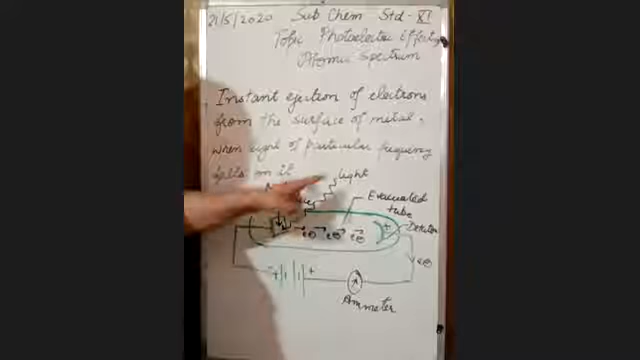 21/5/2020 Sub Chem Std - XI
Topic Photoelectric Effect
Atomic Spectrum
Instant ejection of electrons
from the surface of metal,
when light of particular frequency
falls on it
light
Evacuated
tube
Detector
+
e⊖ e⊖ e⊖
e⊖
+
A
Ammeter